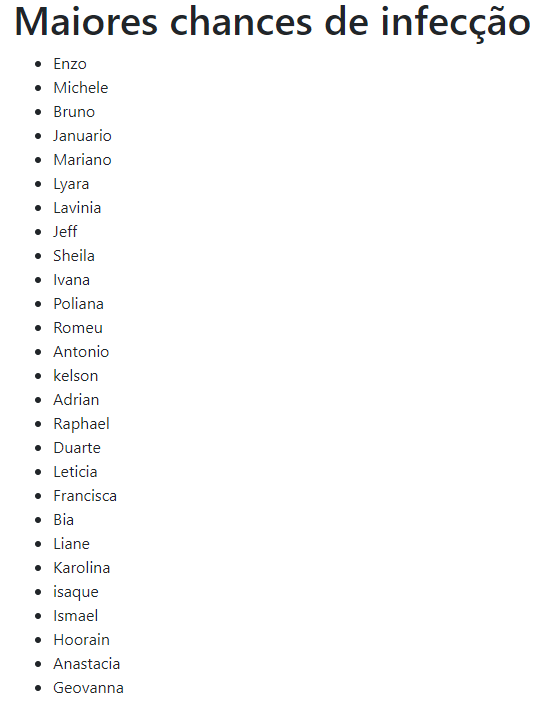 Maiores chances de infecção
Enzo
Michele
Bruno
Januario
Mariano
Lyara
Lavinia
Jeff
Sheila
Ivana
Poliana
Romeu
Antonio
kelson
Adrian
Raphael
Duarte
Leticia
Francisca
Bia
Liane
Karolina
isaque
Ismael
Hoorain
Anastacia
Geovanna